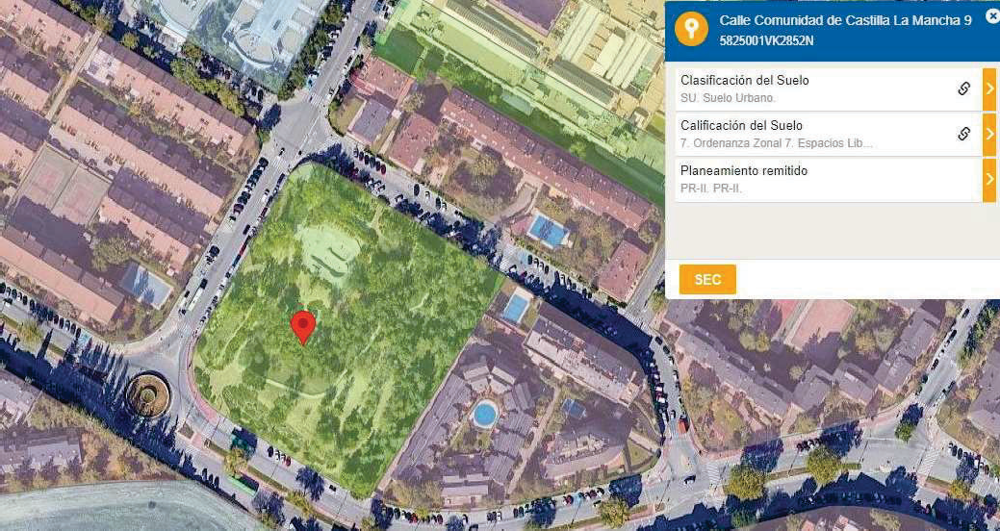 Calle Comunidad de Castilla La Mancha 9
5825001VK2852N
Clasificación del Suelo
SU. Suelo Urbano.
Calificación del Suelo
7. Ordenanza Zonal 7. Espacios Lib...
Planeamiento remitido
PR-II. PR-II.
SEC